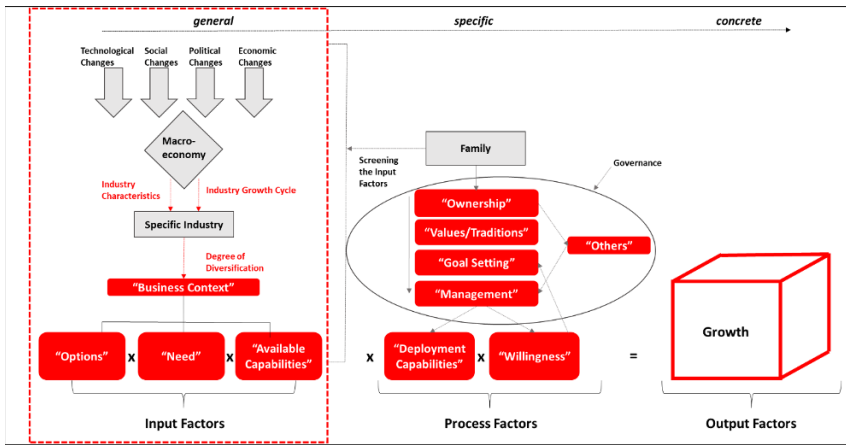 general
specific
concrete
Technological
Changes
Social
Changes
Political
Changes
Economic
Changes
Macro-
economy
Industry
Characteristics
Industry Growth Cycle
Specific Industry
Degree of
Diversification
“Business Context”
“Options”
x
“Need”
x
“Available
Capabilities”
Input Factors
Screening
the Input
Factors
Family
Governance
“Ownership”
“Values/Traditions”
“Others”
“Goal Setting”
“Management”
x
“Deployment
Capabilities”
x
“Willingness”
Process Factors
=
Growth
Output Factors